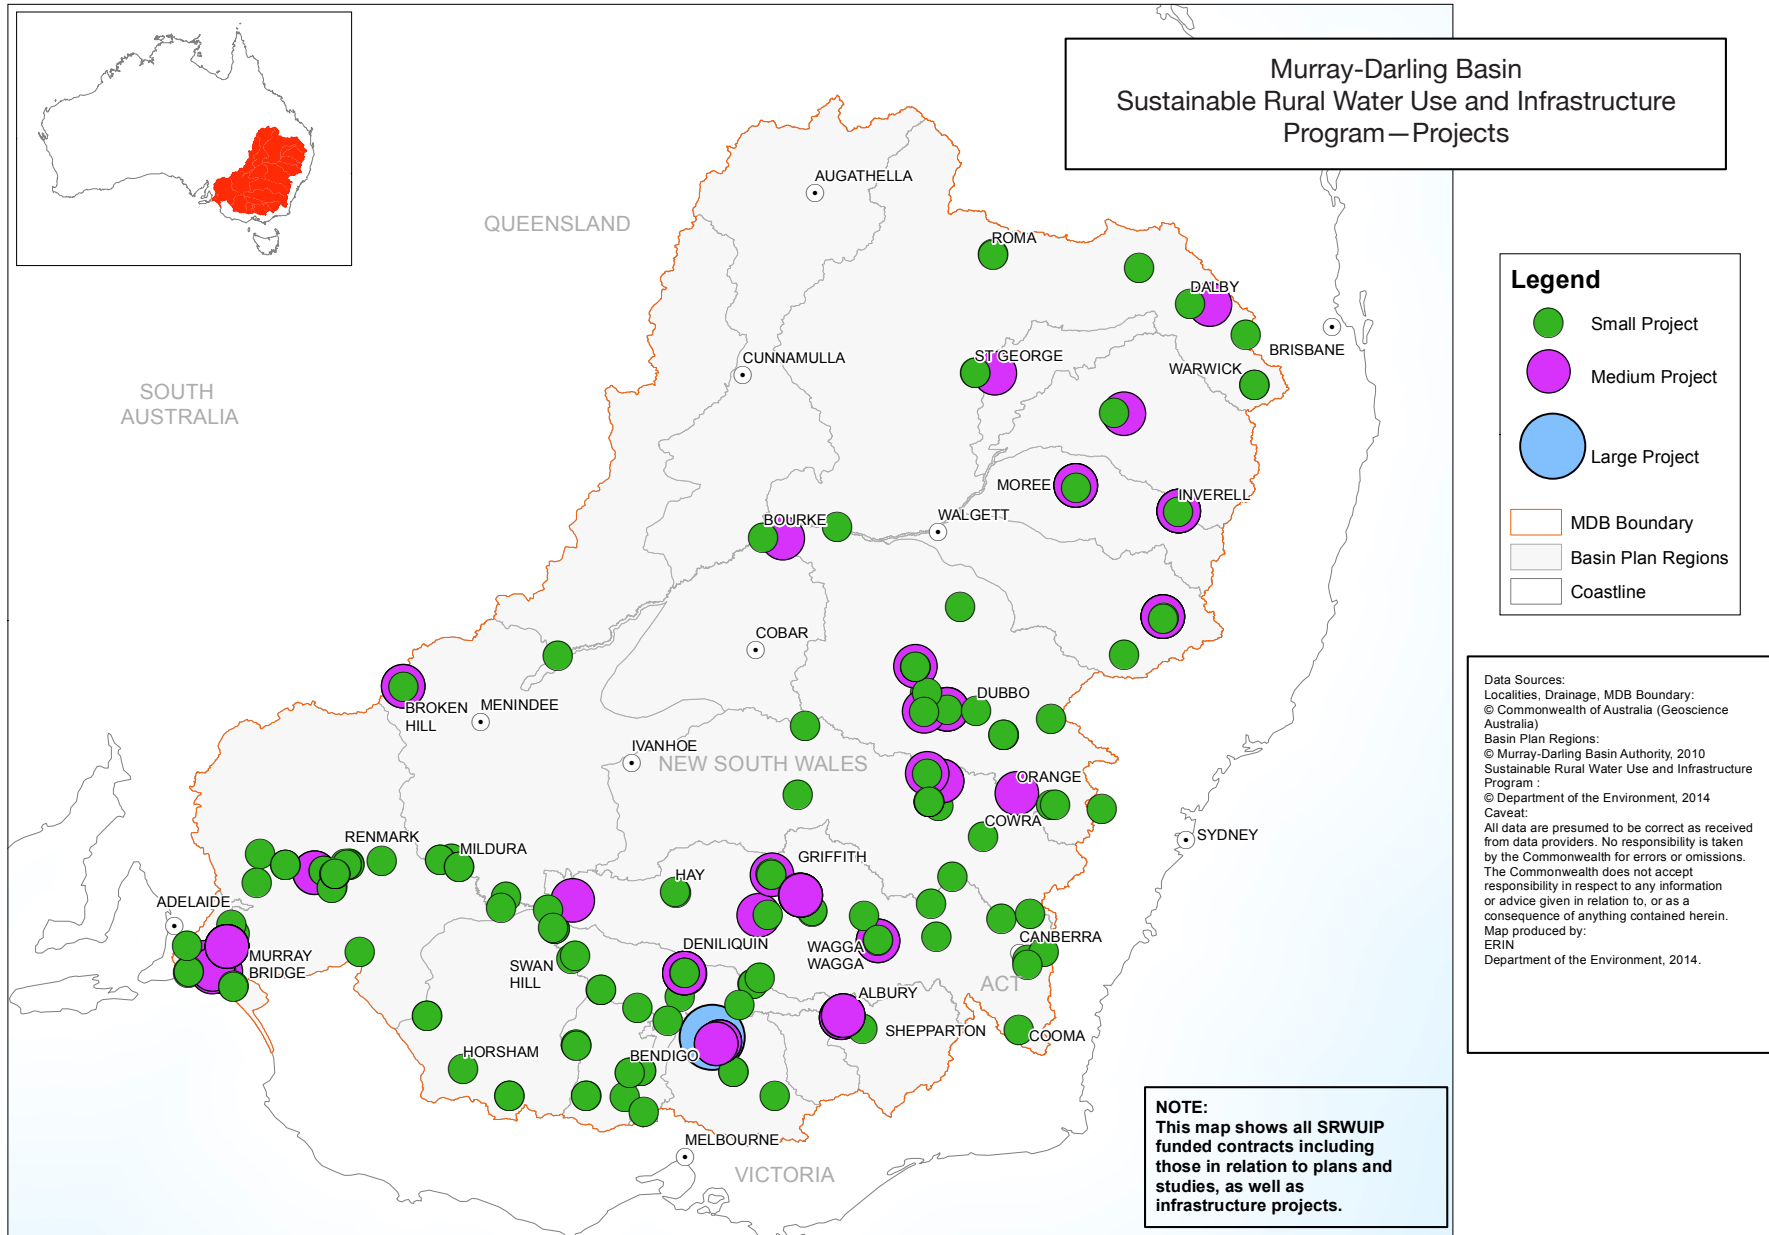 Murray-Darling Basin
Sustainable Rural Water Use and Infrastructure
Program—Projects
AUGATHELLA
QUEENSLAND
ROMA
DALBY
BRISBANE
CUNNAMULLA
ST GEORGE
WARWICK
SOUTH
AUSTRALIA
MOREE
INVERELL
BOURKE
WALGETT
COBAR
BROKEN
HILL
MENINDEE
DUBBO
IVANHOE
NEW SOUTH WALES
ORANGE
COWRA
SYDNEY
RENMARK
MILDURA
HAY
GRIFFITH
ADELAIDE
MURRAY
BRIDGE
SWAN
HILL
DENILIQUIN
WAGGA
WAGGA
CANBERRA
ACT
ALBURY
SHEPPARTON
COOMA
HORSHAM
BENDIGO
MELBOURNE
VICTORIA
Legend
Small Project
Medium Project
Large Project
MDB Boundary
Basin Plan Regions
Coastline
Data Sources:
Localities, Drainage, MDB Boundary:
© Commonwealth of Australia (Geoscience
Australia)
Basin Plan Regions:
© Murray-Darling Basin Authority, 2010
Sustainable Rural Water Use and Infrastructure
Program :
© Department of the Environment, 2014
Caveat:
All data are presumed to be correct as received
from data providers. No responsibility is taken
by the Commonwealth for errors or omissions.
The Commonwealth does not accept
responsibility in respect to any information
or advice given in relation to, or as a
consequence of anything contained herein.
Map produced by:
ERIN
Department of the Environment, 2014.
NOTE:
This map shows all SRWUIP
funded contracts including
those in relation to plans and
studies, as well as
infrastructure projects.